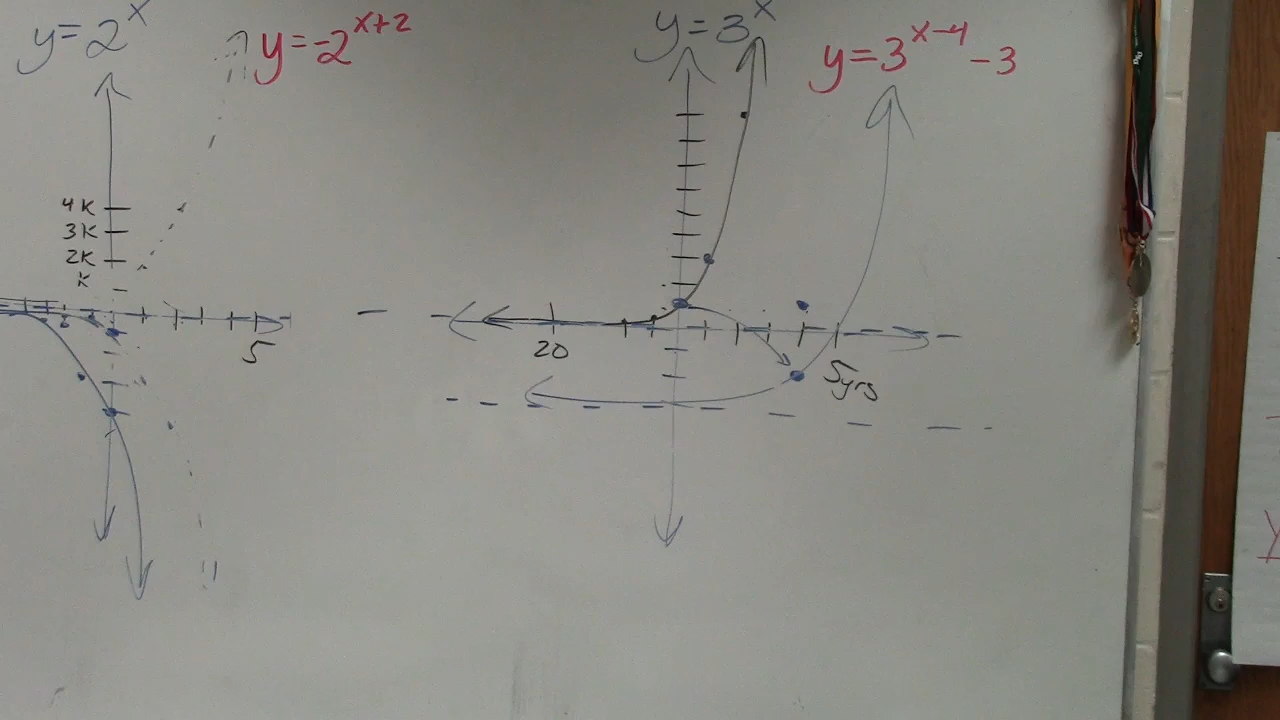 y=2^x
y=-2^{x+2}
4K
3K
2K
K
5
y=3^x
y=3^{x-4}-3
20
5yrs
y